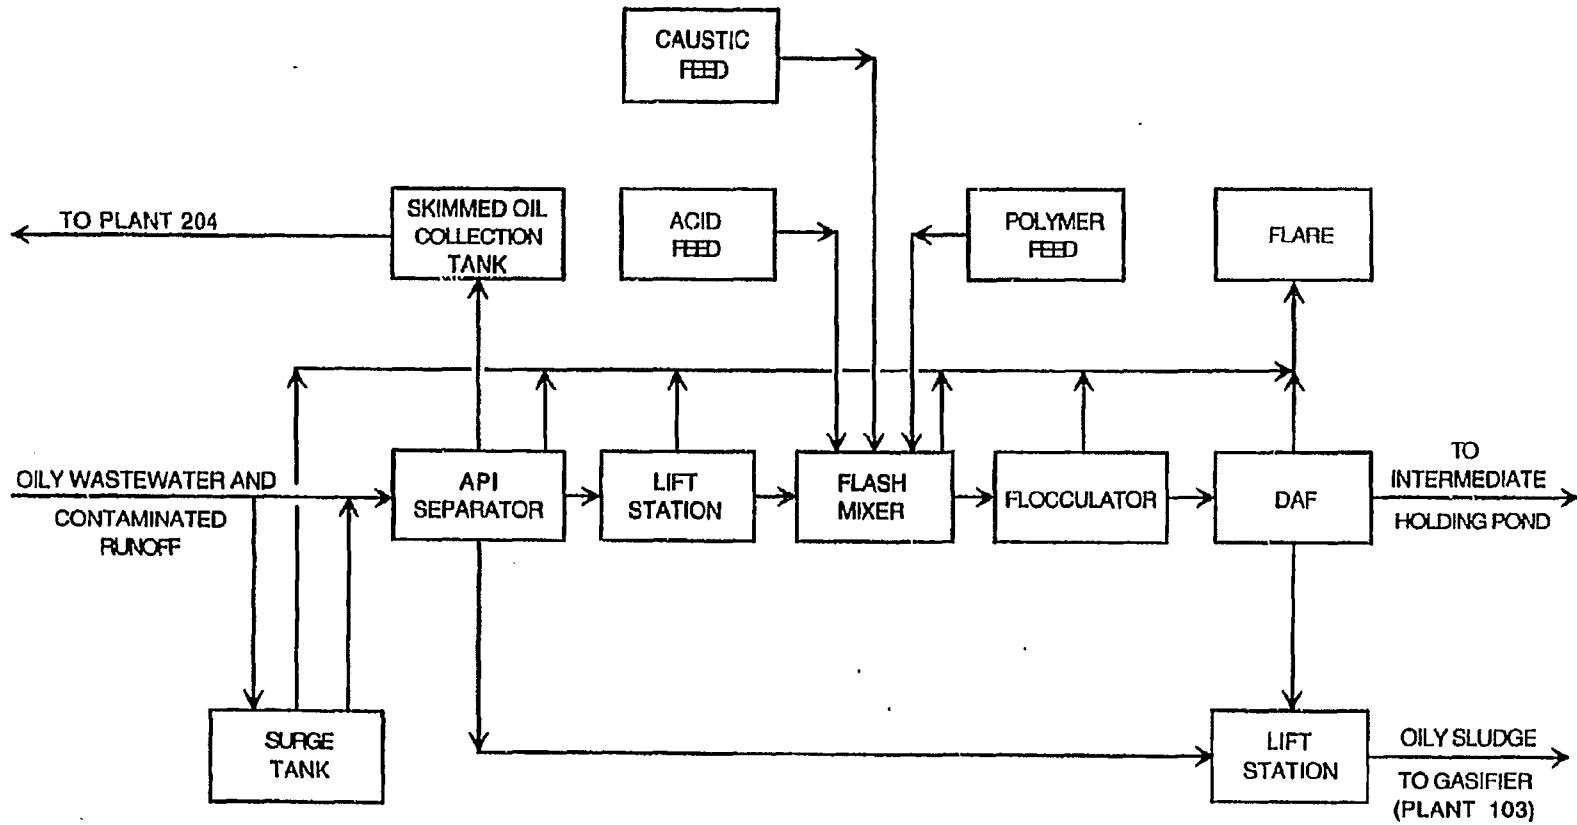 CAUSTIC
FEED
TO PLANT 204
SKIMMED OIL
COLLECTION
TANK
ACID
FEED
POLYMER
FEED
FLARE
OILY WASTEWATER AND
CONTAMINATED
RUNOFF
API
SEPARATOR
LIFT
STATION
FLASH
MIXER
FLOCCULATOR
DAF
TO
INTERMEDIATE
HOLDING POND
SURGE
TANK
LIFT
STATION
OILY SLUDGE
TO GASIFIER
(PLANT 103)